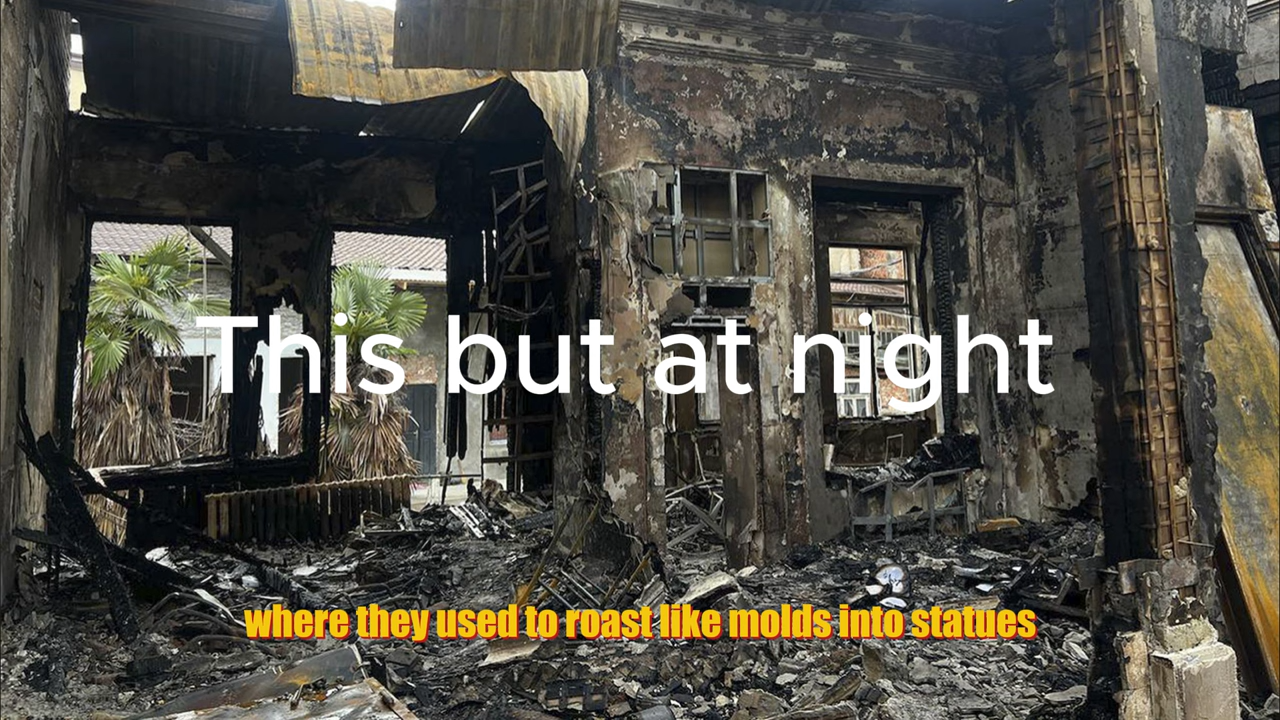 This but at night
where they used to roast like molds into statues